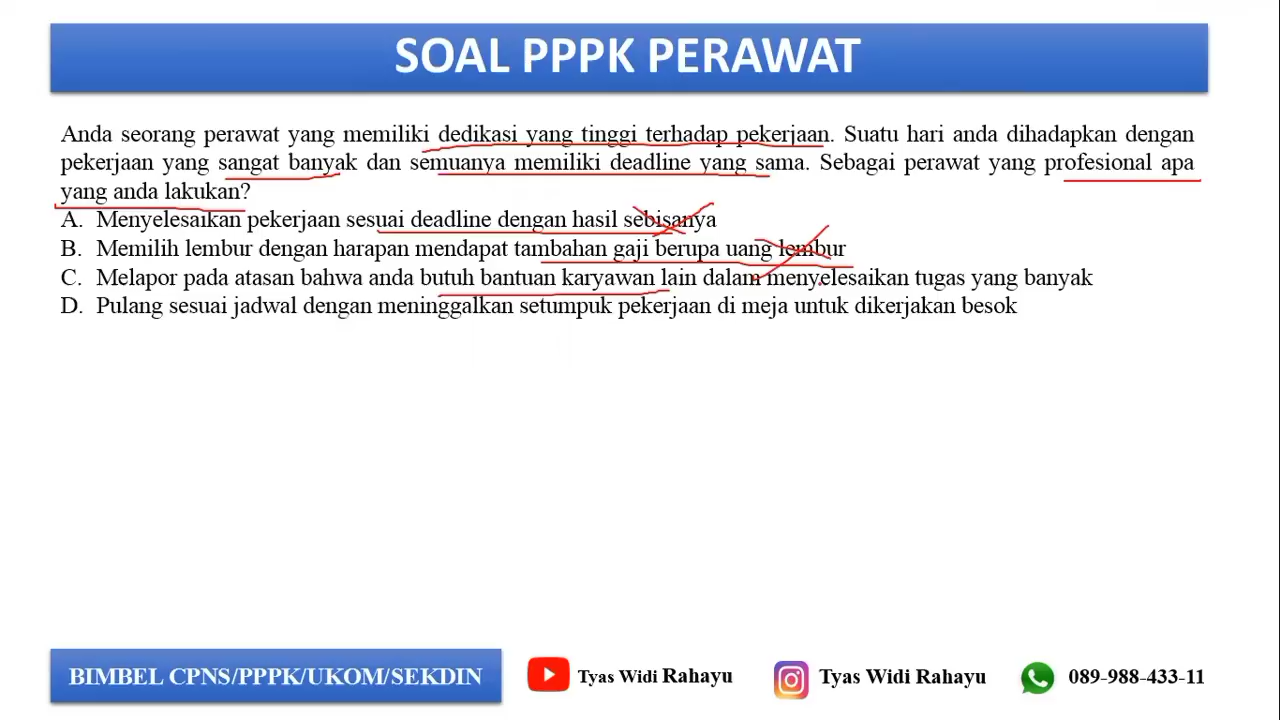 SOAL PPPK PERAWAT
Anda seorang perawat yang memiliki dedikasi yang tinggi terhadap pekerjaan. Suatu hari anda dihadapkan dengan
pekerjaan yang sangat banyak dan semuanya memiliki deadline yang sama. Sebagai perawat yang profesional apa
yang anda lakukan?
A. Menyelesaikan pekerjaan sesuai deadline dengan hasil sebisanya
B. Memilih lembur dengan harapan mendapat tambahan gaji berupa uang lembur
C. Melapor pada atasan bahwa anda butuh bantuan karyawan lain dalam menyelesaikan tugas yang banyak
D. Pulang sesuai jadwal dengan meninggalkan setumpuk pekerjaan di meja untuk dikerjakan besok
BIMBEL CPNS/PPPK/UKOM/SEKDIN
Tyas Widi Rahayu
Tyas Widi Rahayu
089-988-433-11